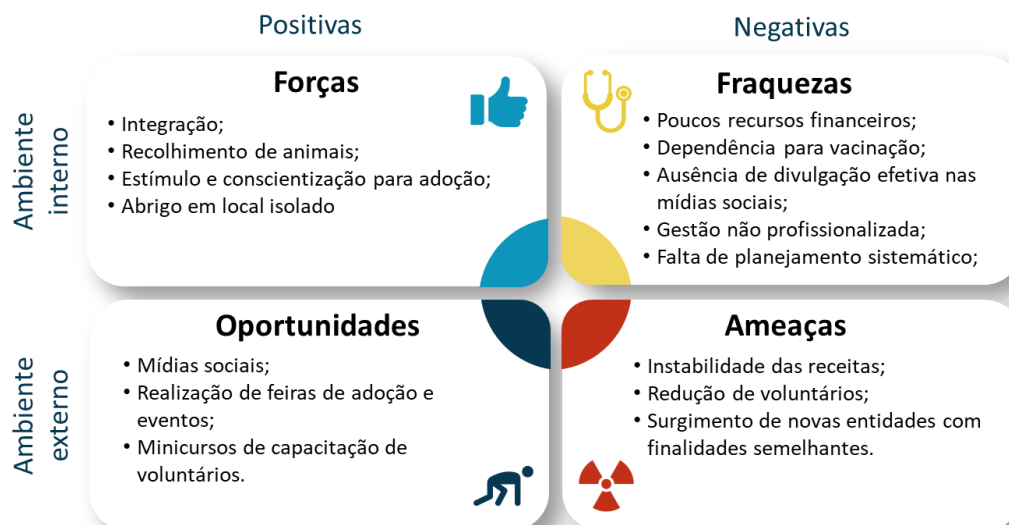 Positivas
Negativas
Ambiente
interno
Forças
• Integração;
• Recolhimento de animais;
• Estímulo e conscientização para adoção;
• Abrigo em local isolado
Fraquezas
• Poucos recursos financeiros;
• Dependência para vacinação;
• Ausência de divulgação efetiva nas
mídias sociais;
• Gestão não profissionalizada;
• Falta de planejamento sistemático;
Ambiente
externo
Oportunidades
• Mídias sociais;
• Realização de feiras de adoção e
eventos;
• Minicursos de capacitação de
voluntários.
Ameaças
• Instabilidade das receitas;
• Redução de voluntários;
• Surgimento de novas entidades com
finalidades semelhantes.